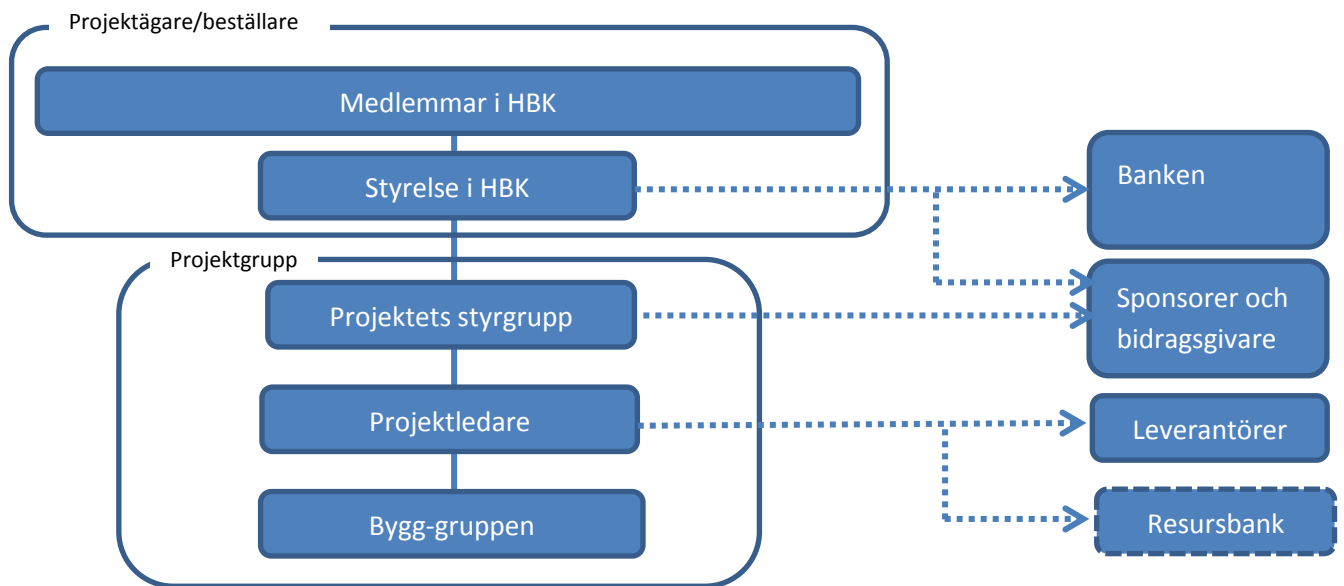 Projektägare/beställare
Medlemmar i HBK
Styrelse i HBK
Banken
Projektgrupp
Projektets styrgrupp
Sponsorer och
bidragsgivare
Projektledare
Leverantörer
Bygg-gruppen
Resursbank